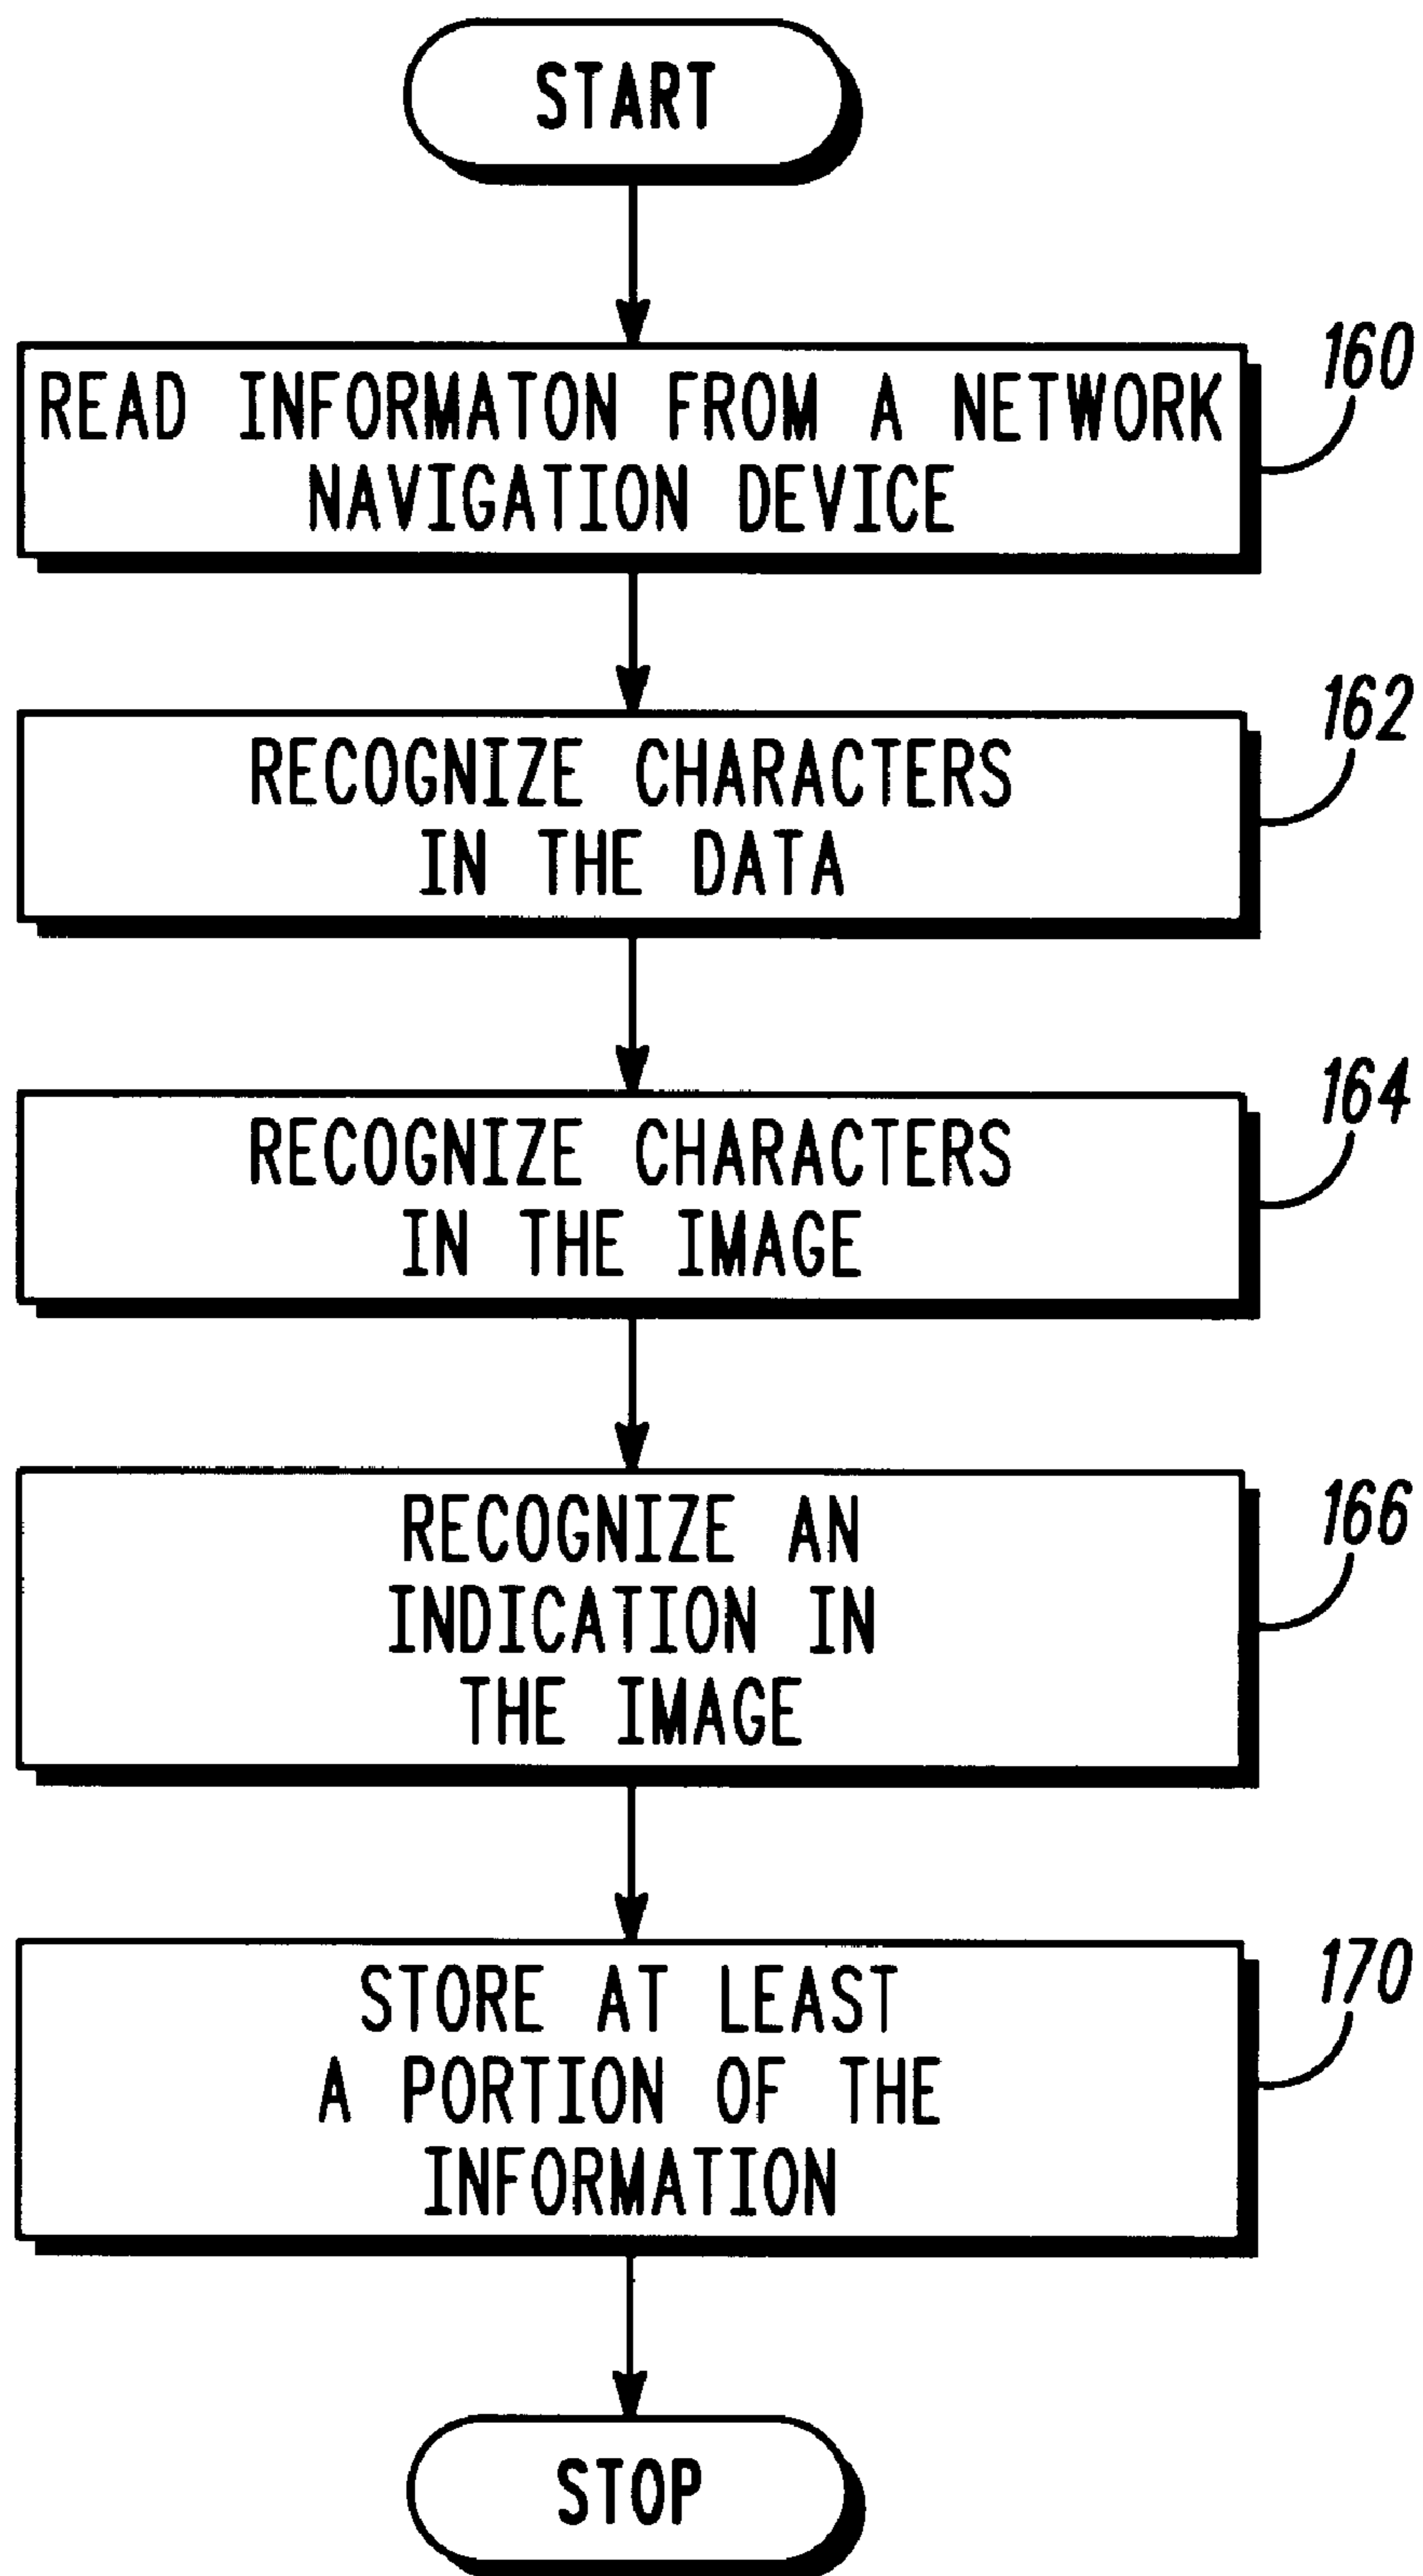 START
160
READ INFORMATON FROM A NETWORK
NAVIGATION DEVICE
162
RECOGNIZE CHARACTERS
IN THE DATA
164
RECOGNIZE CHARACTERS
IN THE IMAGE
166
RECOGNIZE AN
INDICATION IN
THE IMAGE
170
STORE AT LEAST
A PORTION OF THE
INFORMATION
STOP